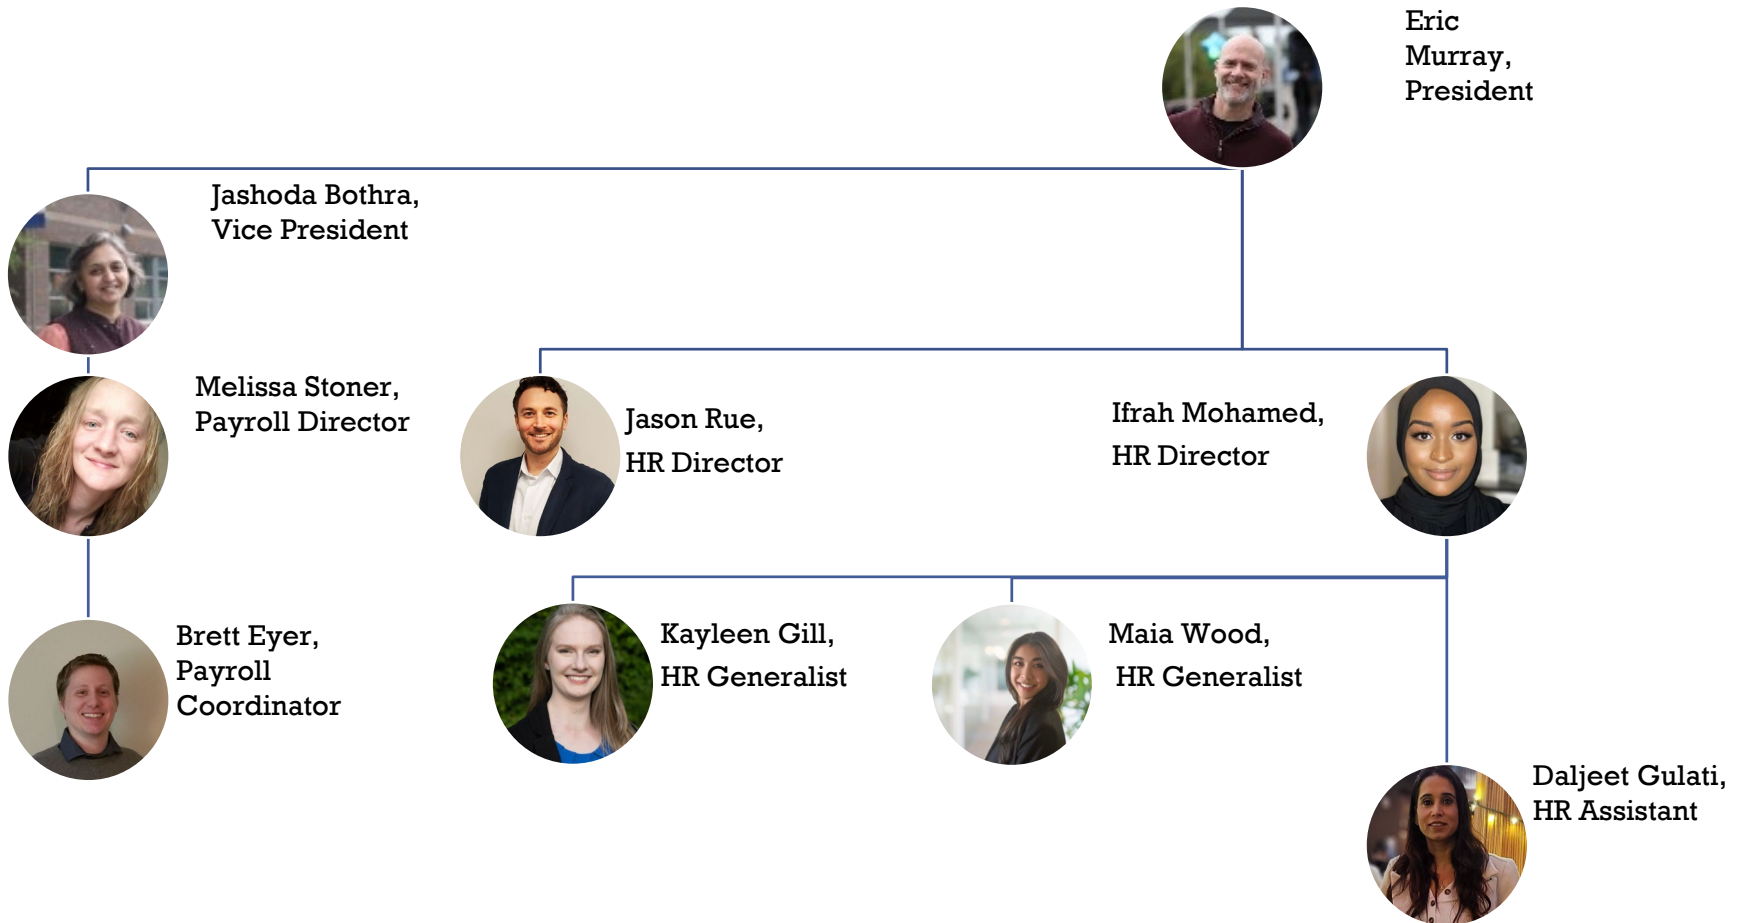 Eric
Murray,
President
Jashoda Bothra,
Vice President
Melissa Stoner,
Payroll Director
Jason Rue,
HR Director
Ifrah Mohamed,
HR Director
Brett Eyer,
Payroll
Coordinator
Kayleen Gill,
HR Generalist
Maia Wood,
HR Generalist
Daljeet Gulati,
HR Assistant